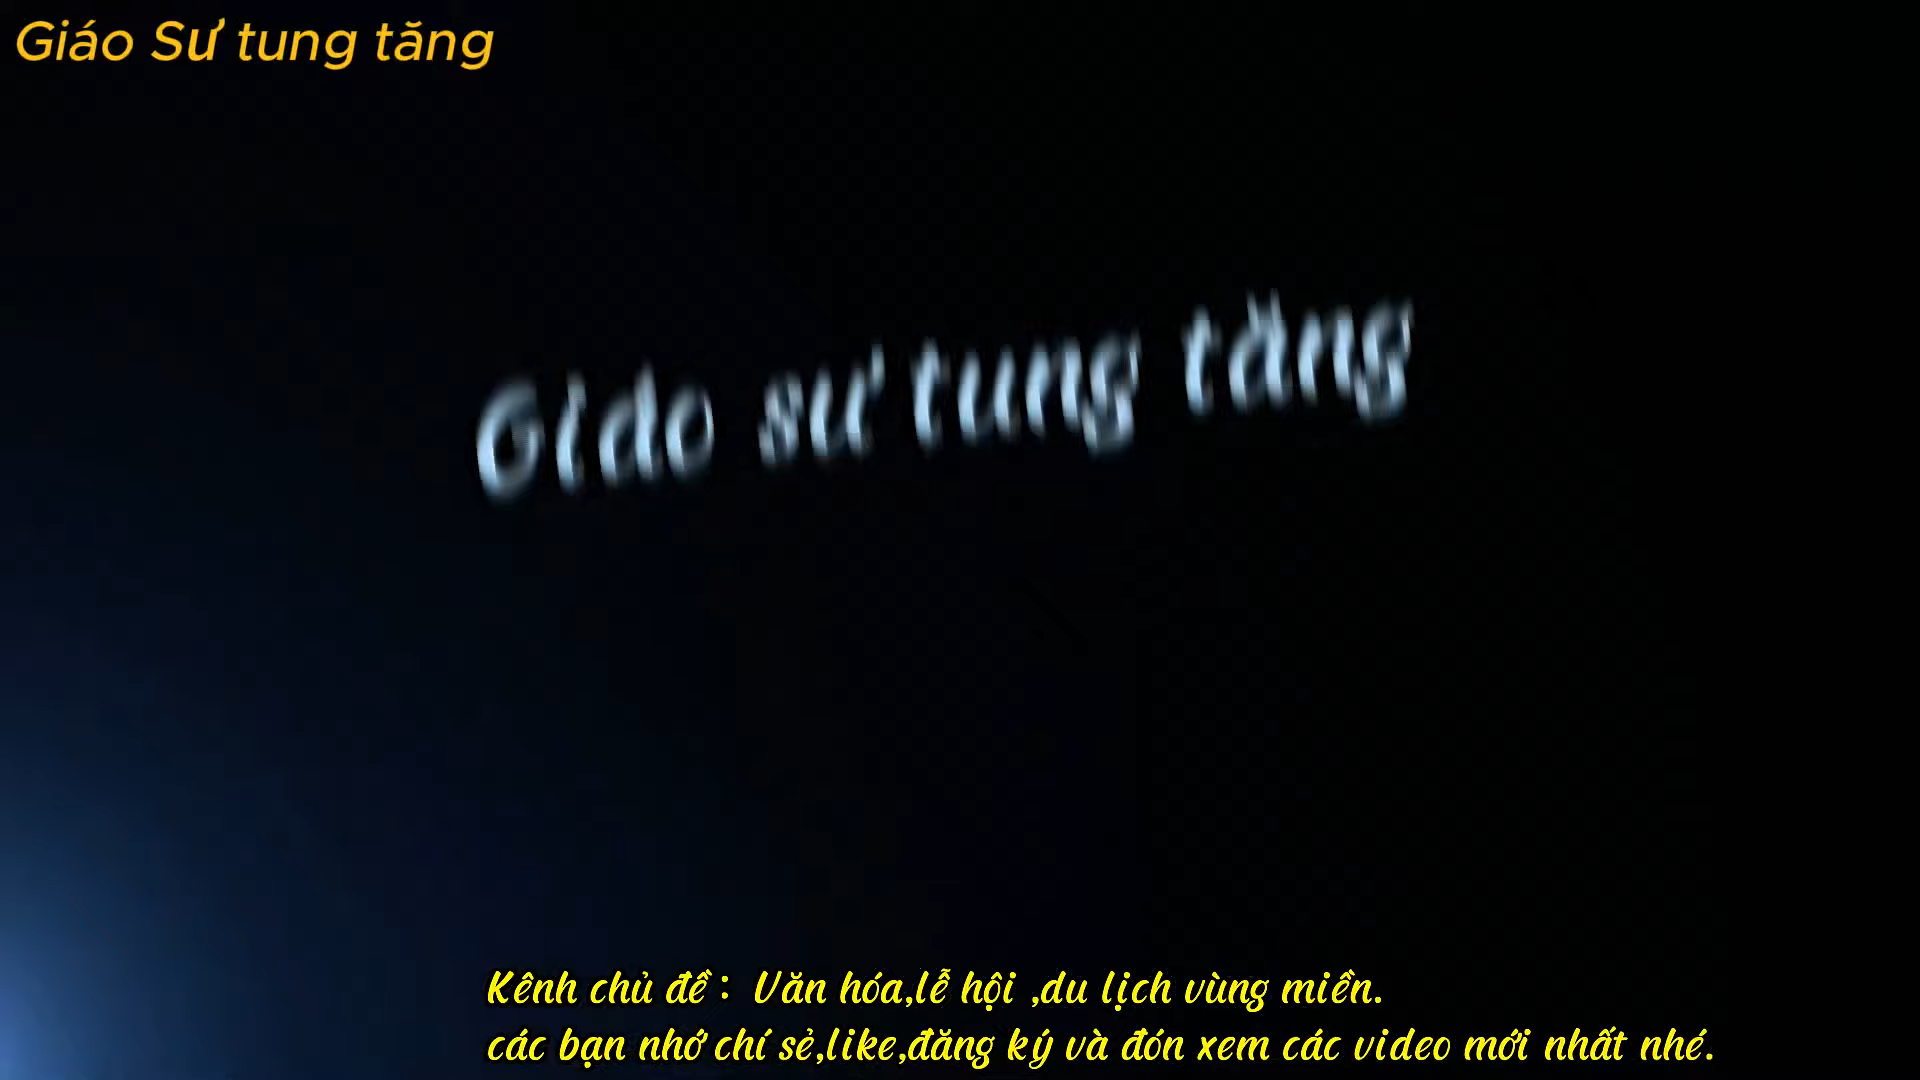 Giáo Sư tung tăng
Giáo sư tung tăng
Kênh chủ đề : Văn hóa,lễ hội ,du lịch vùng miền.
các bạn nhớ chí sẻ,like,đăng ký và đón xem các video mới nhất nhé.